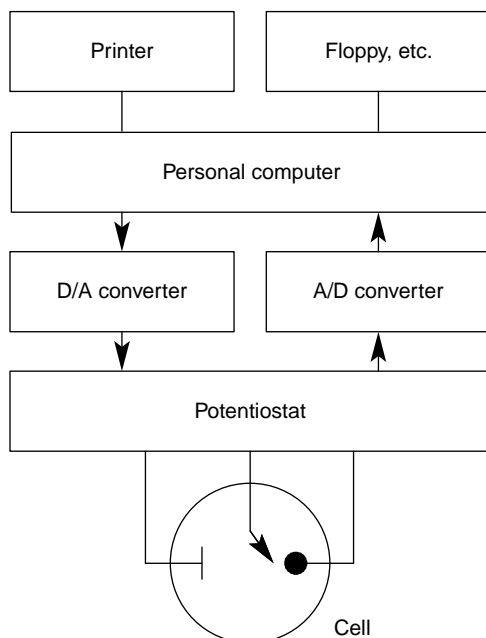 Printer
Floppy, etc.
Personal computer
D/A converter
A/D converter
Potentiostat
Cell